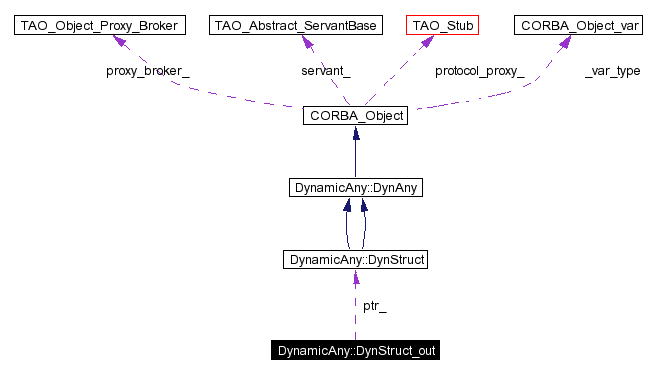 TAO_Object_Proxy_Broker
TAO_Abstract_ServantBase
TAO_Stub
CORBA_Object_var
proxy_broker_
servant_
protocol_proxy_
_var_type
CORBA_Object
DynamicAny::DynAny
DynamicAny::DynStruct
ptr_
DynamicAny::DynStruct_out